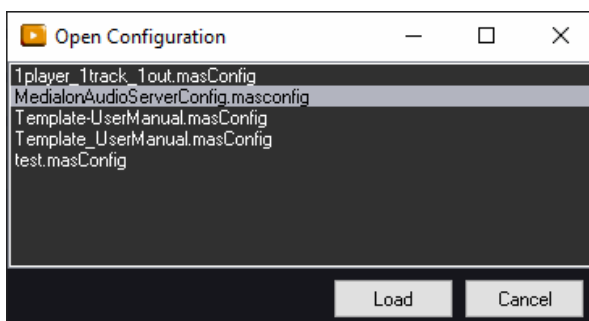 Open Configuration
1player_1track_1out.masConfig
MedialonAudioServerConfig.masconfig
Template-UserManual.masConfig
Template_UserManual.masConfig
test.masConfig
Load
Cancel